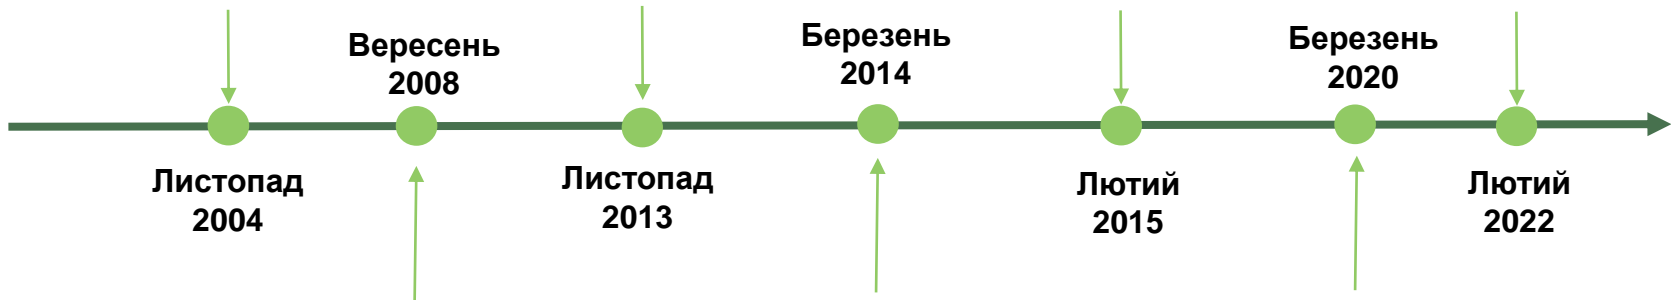 Листопад
2004
Вересень
2008
Листопад
2013
Березень
2014
Лютий
2015
Березень
2020
Лютий
2022